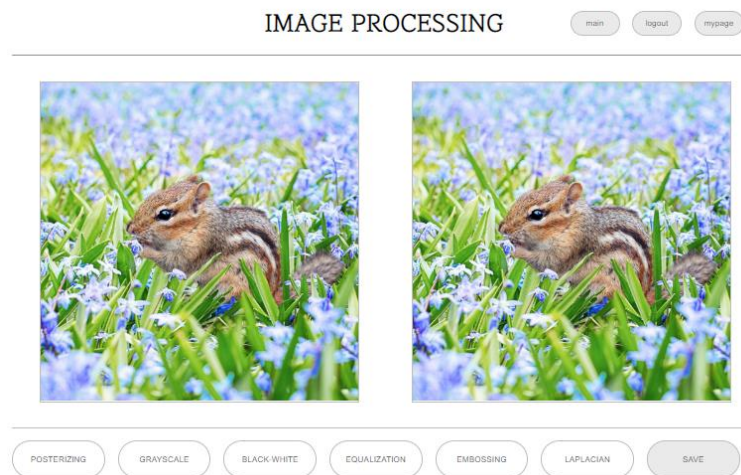 IMAGE PROCESSING
main
logout
mypage
POSTERIZING
GRAYSCALE
BLACK-WHITE
EQUALIZATION
EMBOSSING
LAPLACIAN
SAVE